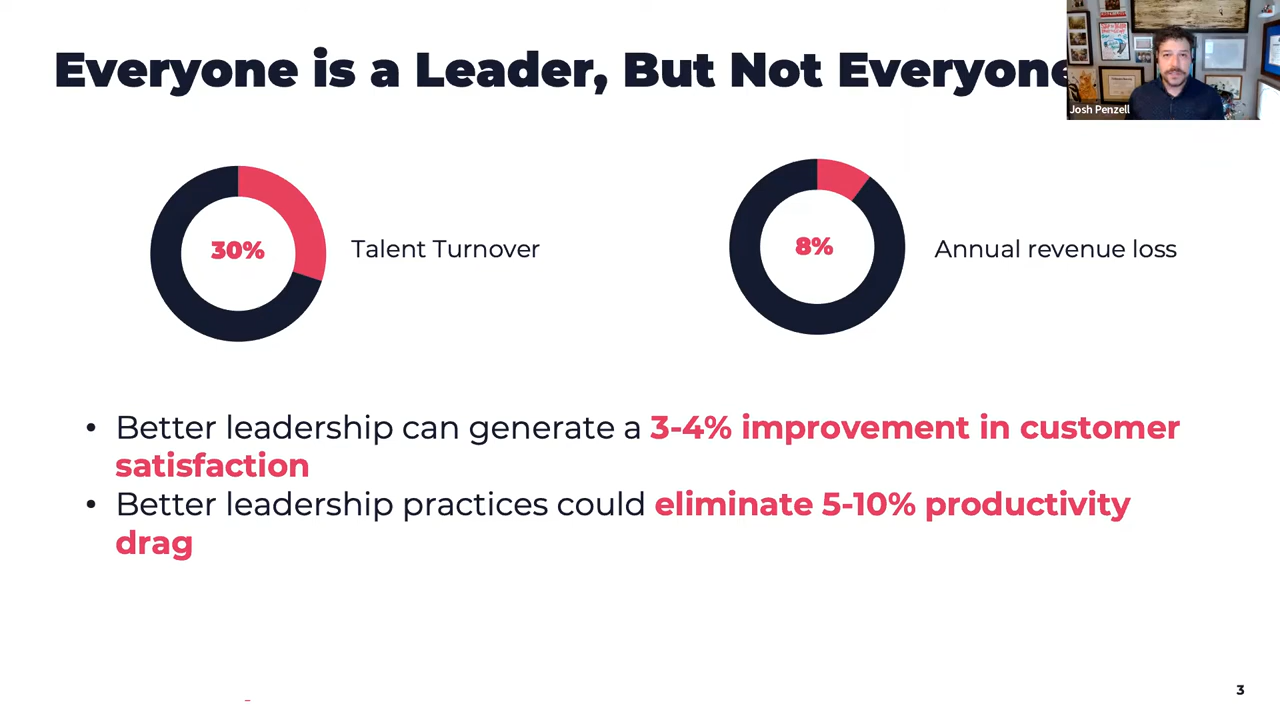 Everyone is a Leader, But Not Everyone
Josh Penzell
30%
Talent Turnover
8%
Annual revenue loss
• Better leadership can generate a 3-4% improvement in customer
satisfaction
• Better leadership practices could eliminate 5-10% productivity
drag
3